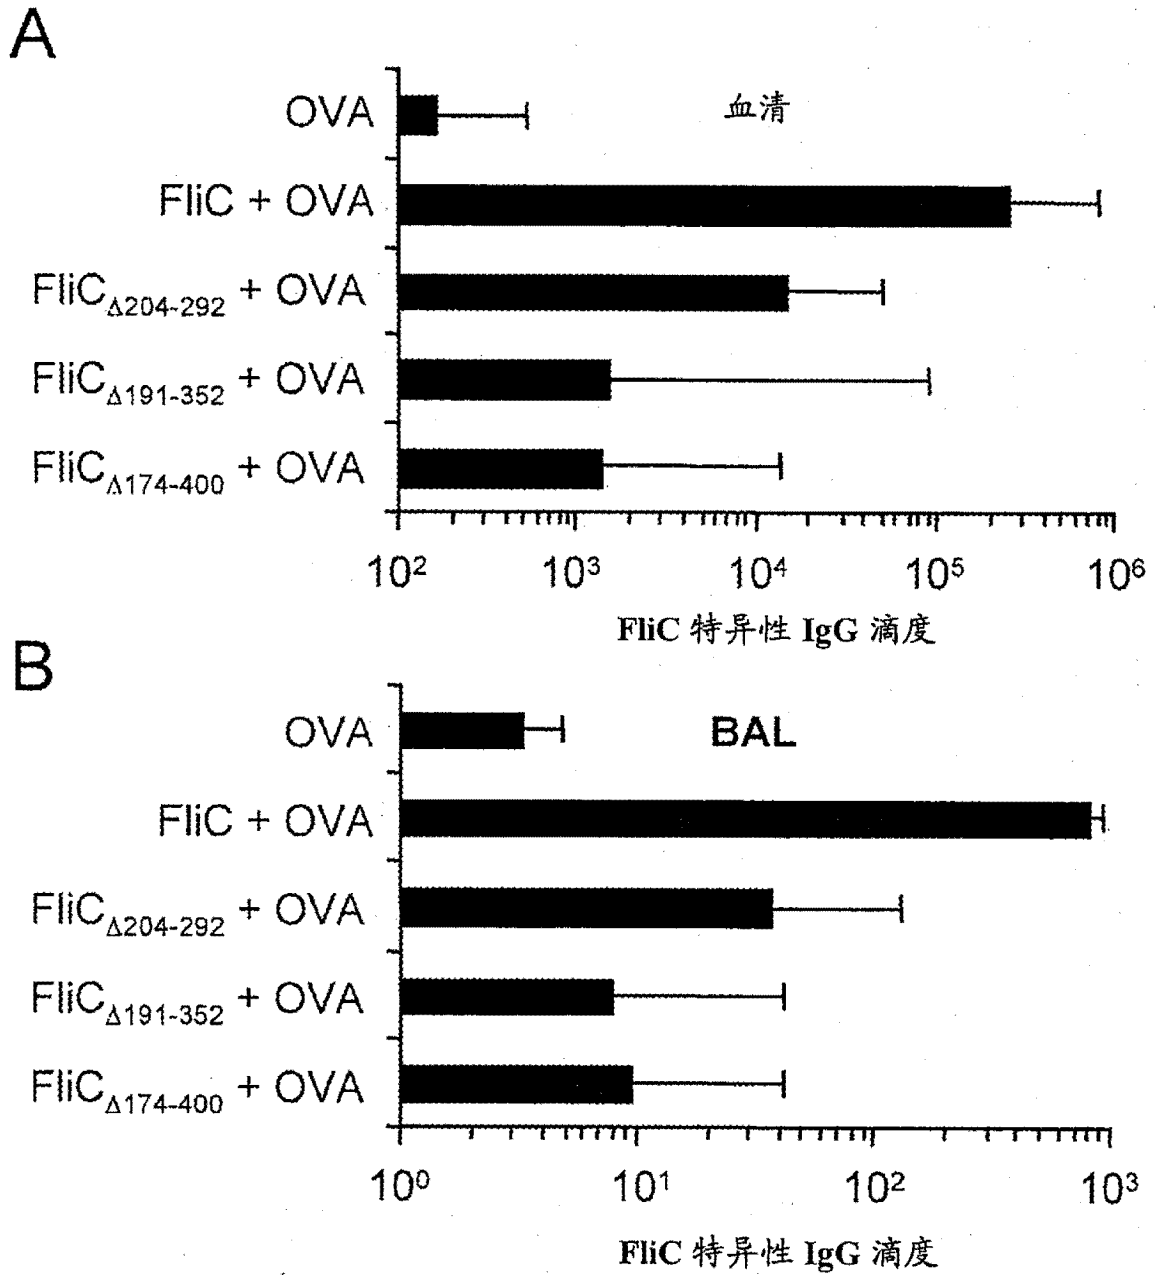 A
血清
OVA
FliC + OVA
FliCΔ204-292 + OVA
FliCΔ191-352 + OVA
FliCΔ174-400 + OVA
10² 10³ 10⁴ 10⁵ 10⁶
FliC 特异性 IgG 滴度
B
BAL
OVA
FliC + OVA
FliCΔ204-292 + OVA
FliCΔ191-352 + OVA
FliCΔ174-400 + OVA
10⁰ 10¹ 10² 10³
FliC 特异性 IgG 滴度